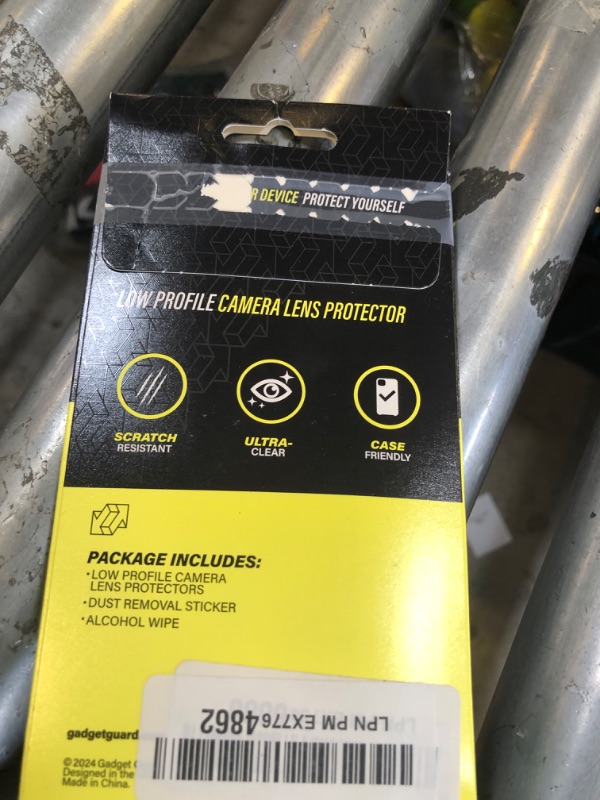 R DEVICE PROTECT YOURSELF
LOW PROFILE CAMERA LENS PROTECTOR
SCRATCH
RESISTANT
ULTRA-
CLEAR
CASE
FRIENDLY
PACKAGE INCLUDES:
•LOW PROFILE CAMERA
LENS PROTECTORS
•DUST REMOVAL STICKER
•ALCOHOL WIPE
LPN PM EX7764862
gadgetguard
© 2024 Gadget
Designed in the
Made in China.